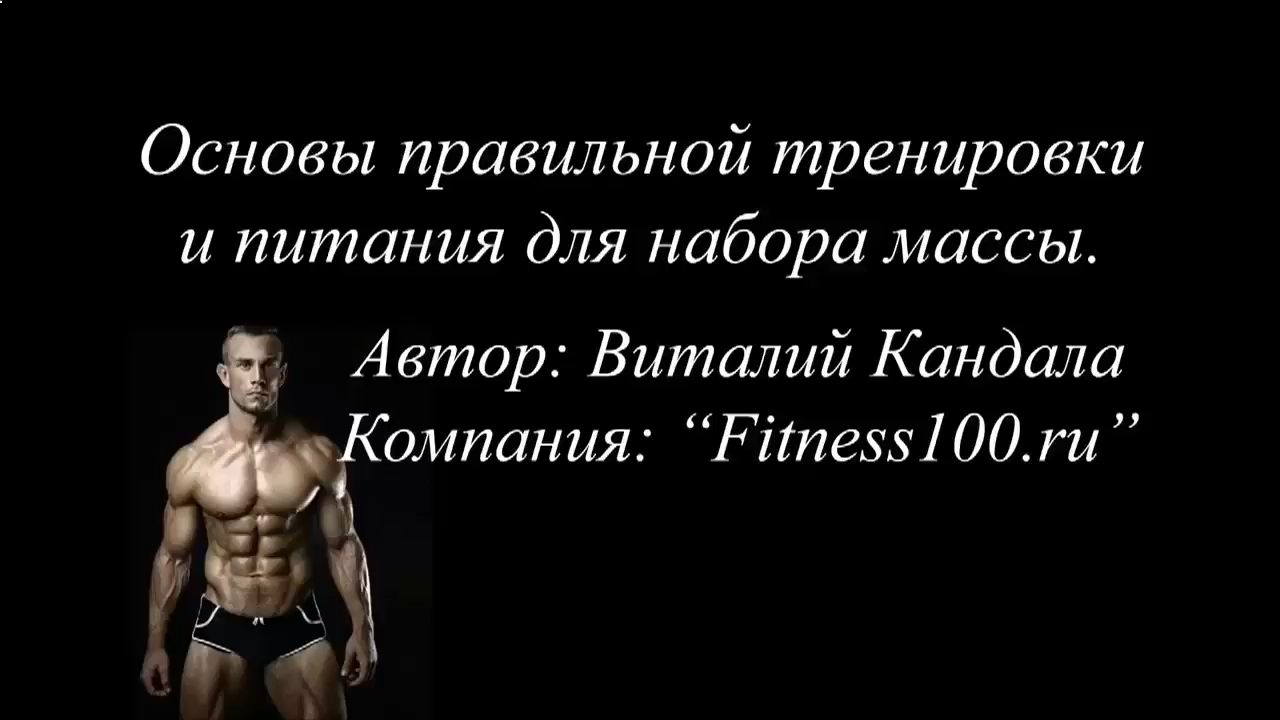 Основы правильной тренировки
и питания для набора массы.
Автор: Виталий Кандала
Компания: “Fitness100.ru”